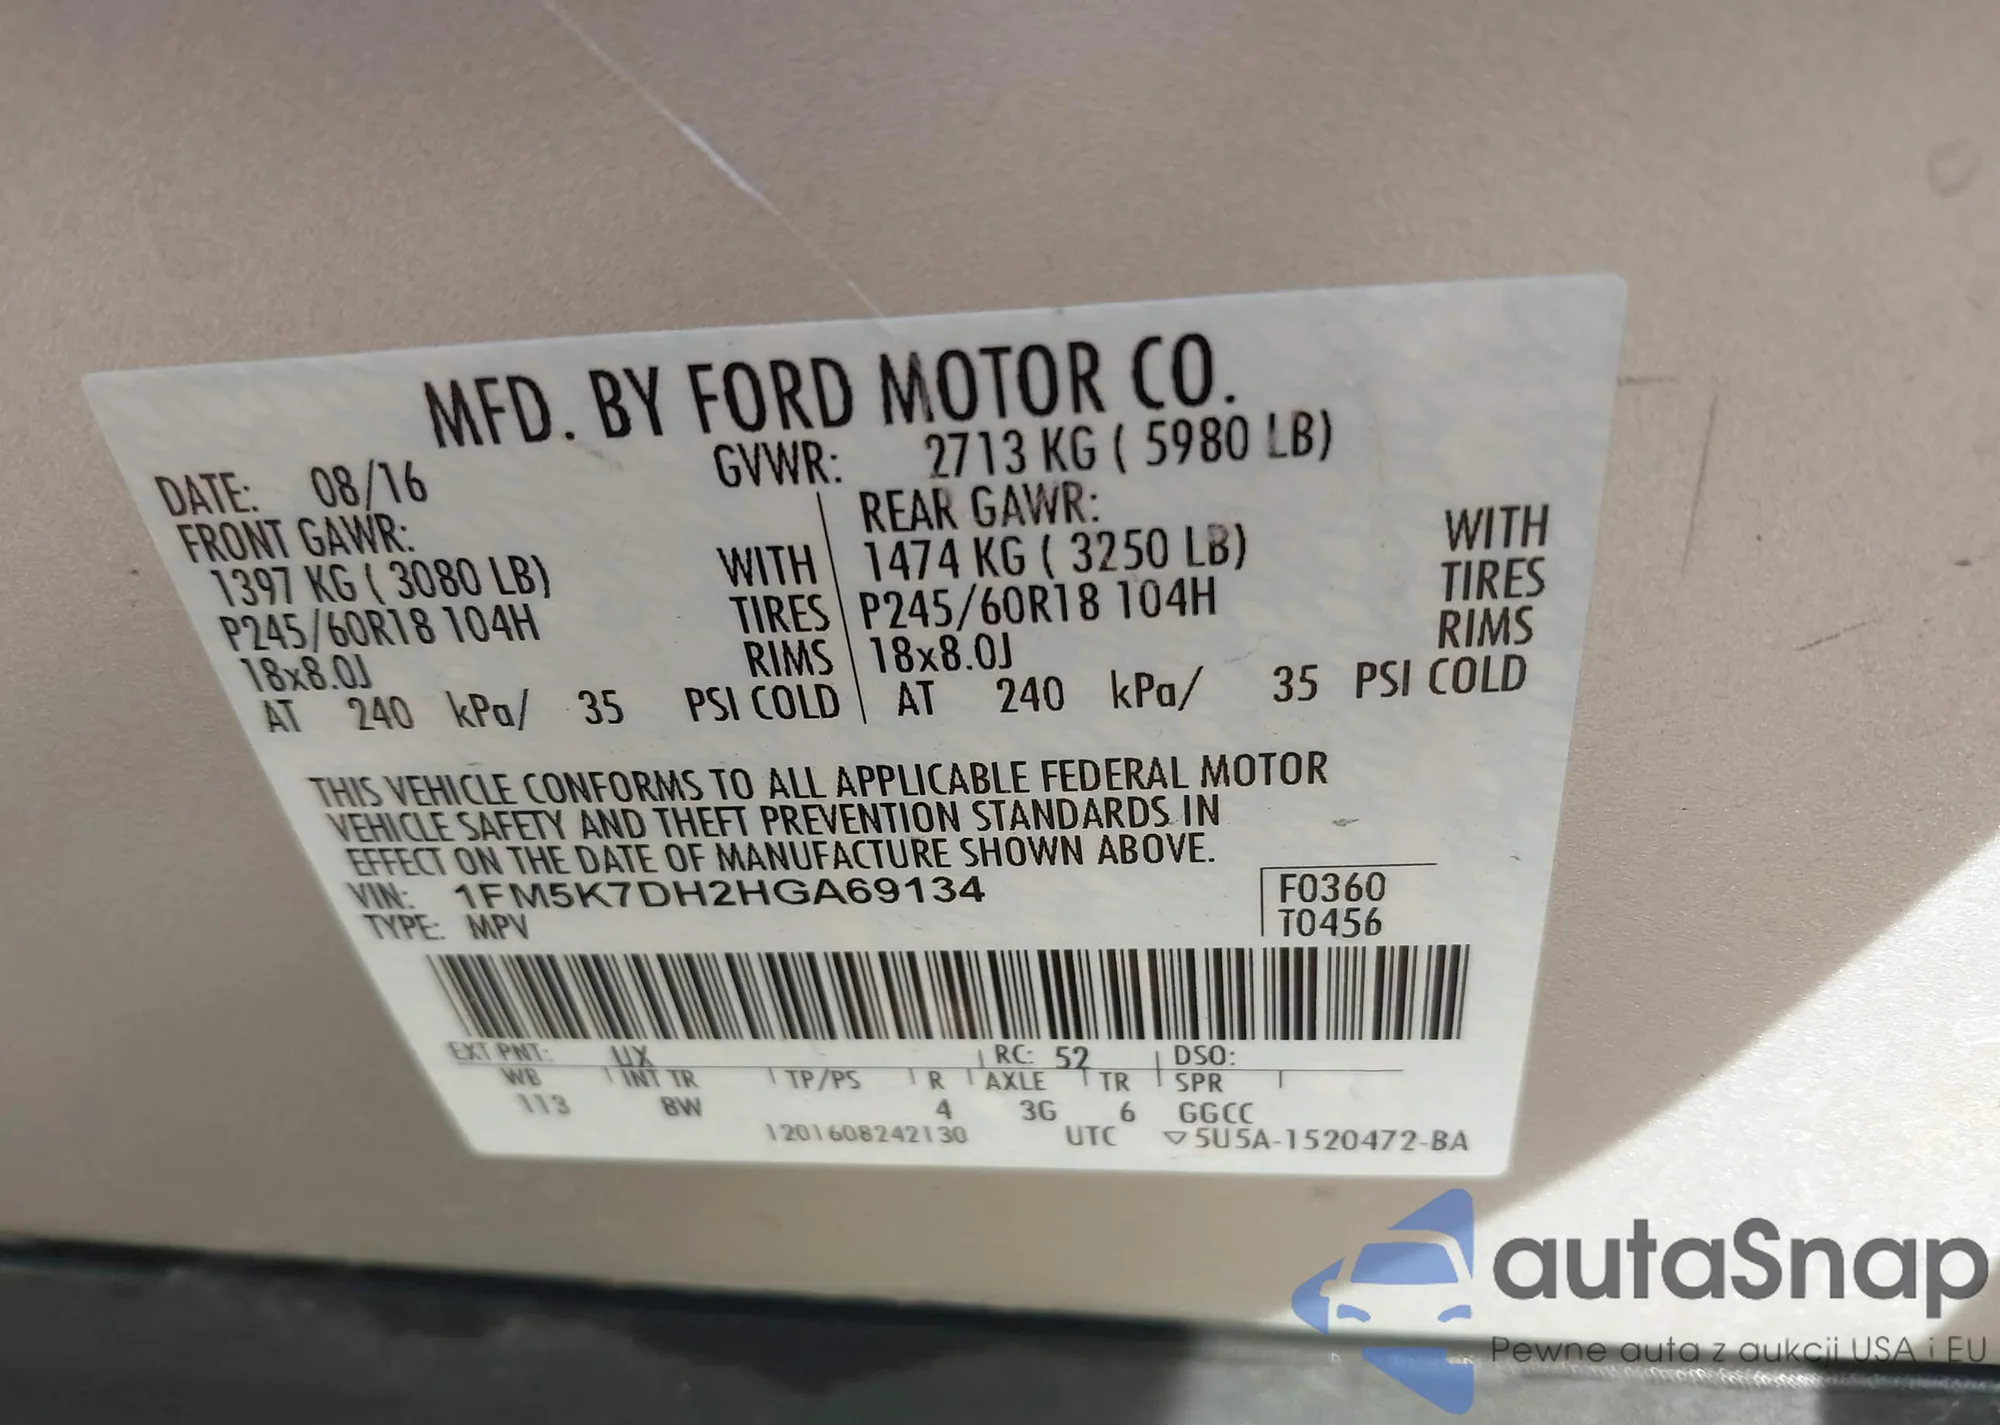 MFD. BY FORD MOTOR CO.
DATE: 08/16 GVWR: 2713 KG ( 5980 LB)
FRONT GAWR: REAR GAWR:
1397 KG ( 3080 LB) WITH 1474 KG ( 3250 LB) WITH
P245/60R18 104H TIRES P245/60R18 104H TIRES
18x8.0J RIMS 18x8.0J RIMS
AT 240 kPa/ 35 PSI COLD AT 240 kPa/ 35 PSI COLD
THIS VEHICLE CONFORMS TO ALL APPLICABLE FEDERAL MOTOR
VEHICLE SAFETY AND THEFT PREVENTION STANDARDS IN
EFFECT ON THE DATE OF MANUFACTURE SHOWN ABOVE.
VIN: 1FM5K7DH2HGA69134 F0360
TYPE: MPV T0456
EXT PNT: UX RC: 52 DSO:
WB INT TR TP/PS R AXLE TR SPR
113 8W 4 3G 6 GGCC
1201608242130 UTC ▽5U5A-1520472-BA
autaSnap
Pewne auta z aukcji USA i EU